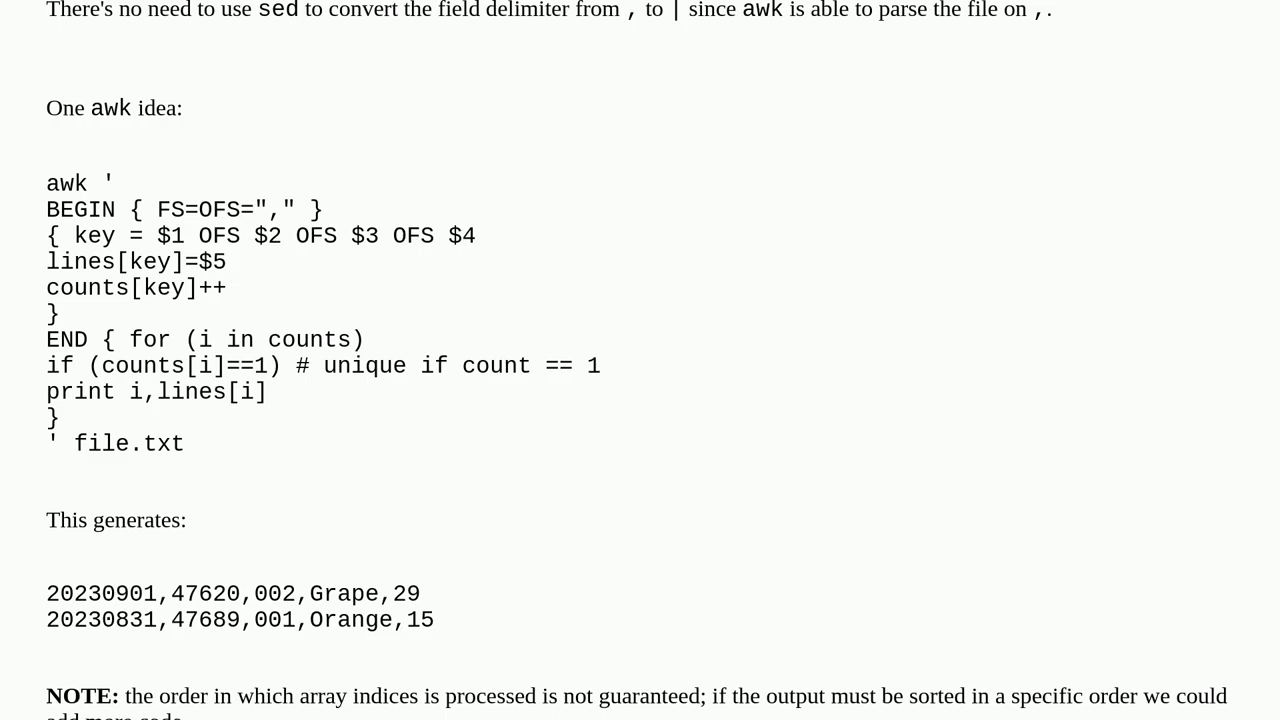 There's no need to use sed to convert the field delimiter from , to | since awk is able to parse the file on ,.
One awk idea:
awk '
BEGIN { FS=OFS="," }
{ key = $1 OFS $2 OFS $3 OFS $4
lines[key]=$5
counts[key]++
}
END { for (i in counts)
if (counts[i]==1) # unique if count == 1
print i,lines[i]
}
' file.txt
This generates:
20230901,47620,002,Grape,29
20230831,47689,001,Orange,15
NOTE: the order in which array indices is processed is not guaranteed; if the output must be sorted in a specific order we could
add more code